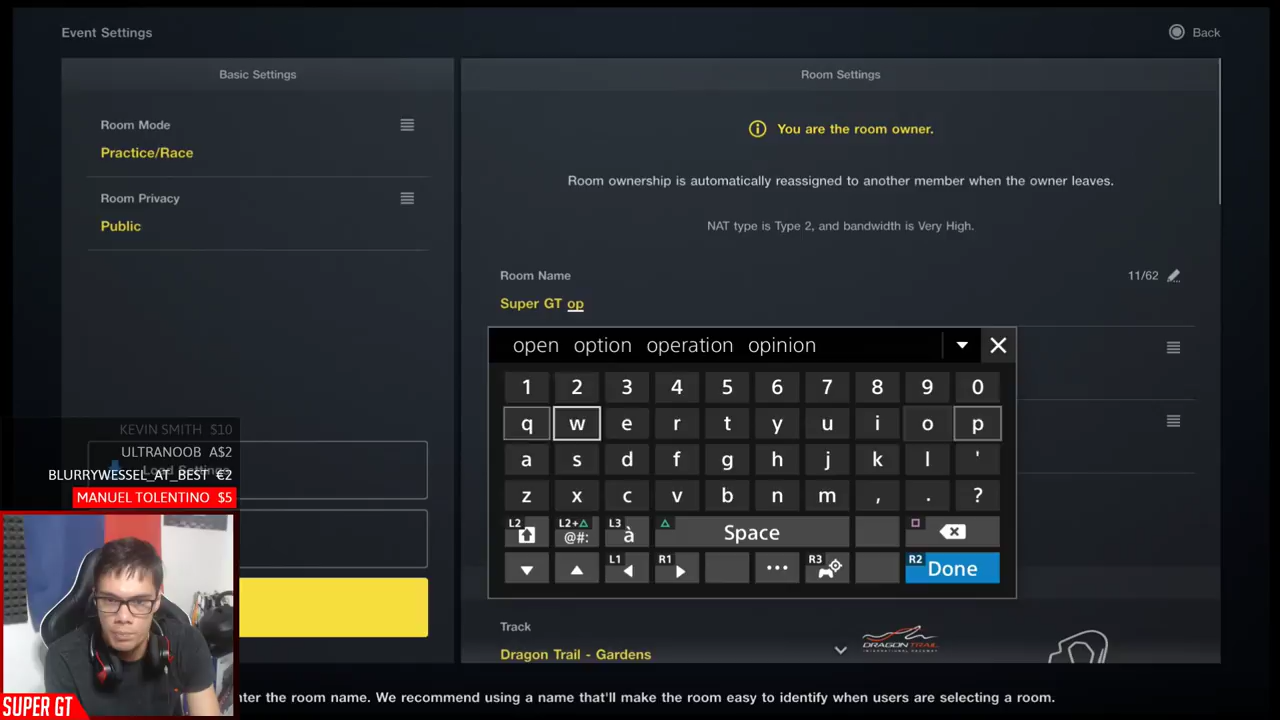 Event Settings
Back
Basic Settings
Room Mode
Practice/Race
Room Privacy
Public
Room Settings
You are the room owner.
Room ownership is automatically reassigned to another member when the owner leaves.
NAT type is Type 2, and bandwidth is Very High.
Room Name
11/62
Super GT op
open option operation opinion
1 2 3 4 5 6 7 8 9 0
q w e r t y u i o p
a s d f g h j k l '
z x c v b n m , . ?
L2 L2+△ @#: L3 à Space
L1 R1 ... R3 R2 Done
Track
Dragon Trail - Gardens
DRAGON TRAIL
KEVIN SMITH $10
ULTRANOOB A$2
Load Settings
BLURRYWESSEL_AT_BEST €2
MANUEL TOLENTINO $5
SUPER GT
nter the room name. We recommend using a name that'll make the room easy to identify when users are selecting a room.